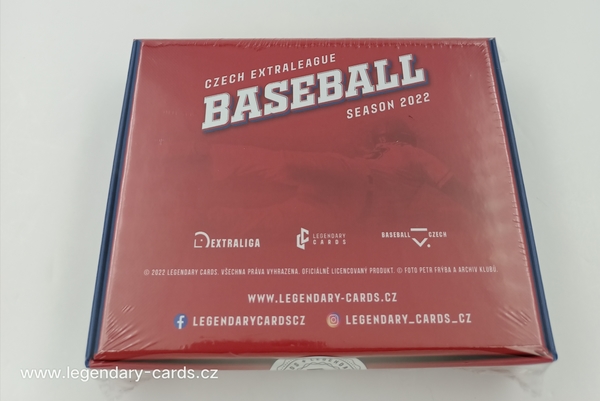 CZECH EXTRALEAGUE
BASEBALL
SEASON 2022
EXTRALIGA
LEGENDARY
CARDS
BASEBALL CZECH
© 2022 LEGENDARY CARDS. VŠECHNA PRÁVA VYHRAZENA. OFICIÁLNE LICENCOVANÝ PRODUKT. © FOTO PETR FRÝBA A ARCHIV KLUBŮ
WWW.LEGENDARY-CARDS.CZ
LEGENDARYCARDSCZ
LEGENDARY_CARDS_CZ
www.legendary-cards.cz